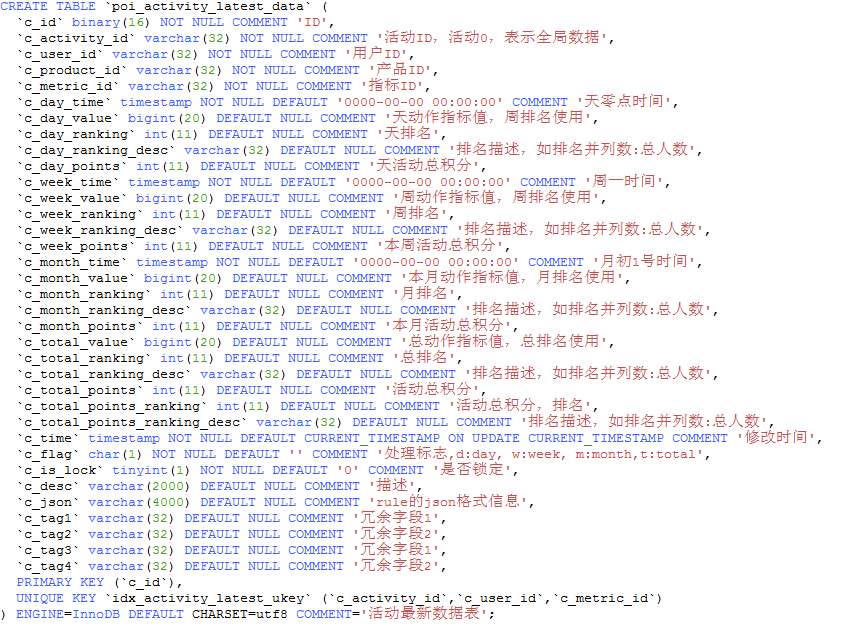 CREATE TABLE `poi_activity_latest_data` (
`c_id` binary(16) NOT NULL COMMENT 'ID',
`c_activity_id` varchar(32) NOT NULL COMMENT '活动ID，活动0，表示全局数据',
`c_user_id` varchar(32) NOT NULL COMMENT '用户ID',
`c_product_id` varchar(32) NOT NULL COMMENT '产品ID',
`c_metric_id` varchar(32) NOT NULL COMMENT '指标ID',
`c_day_time` timestamp NOT NULL DEFAULT '0000-00-00 00:00:00' COMMENT '天零点时间',
`c_day_value` bigint(20) DEFAULT NULL COMMENT '天动作指标值，周排名使用',
`c_day_ranking` int(11) DEFAULT NULL COMMENT '天排名',
`c_day_ranking_desc` varchar(32) DEFAULT NULL COMMENT '排名描述，如排名并列数:总人数',
`c_day_points` int(11) DEFAULT NULL COMMENT '天活动总积分',
`c_week_time` timestamp NOT NULL DEFAULT '0000-00-00 00:00:00' COMMENT '周一时间',
`c_week_value` bigint(20) DEFAULT NULL COMMENT '周动作指标值，周排名使用',
`c_week_ranking` int(11) DEFAULT NULL COMMENT '周排名',
`c_week_ranking_desc` varchar(32) DEFAULT NULL COMMENT '排名描述，如排名并列数:总人数',
`c_week_points` int(11) DEFAULT NULL COMMENT '本周活动总积分',
`c_month_time` timestamp NOT NULL DEFAULT '0000-00-00 00:00:00' COMMENT '月初1号时间',
`c_month_value` bigint(20) DEFAULT NULL COMMENT '本月动作指标值，月排名使用',
`c_month_ranking` int(11) DEFAULT NULL COMMENT '月排名',
`c_month_ranking_desc` varchar(32) DEFAULT NULL COMMENT '排名描述，如排名并列数:总人数',
`c_month_points` int(11) DEFAULT NULL COMMENT '本月活动总积分',
`c_total_value` bigint(20) DEFAULT NULL COMMENT '总动作指标值，总排名使用',
`c_total_ranking` int(11) DEFAULT NULL COMMENT '总排名',
`c_total_ranking_desc` varchar(32) DEFAULT NULL COMMENT '排名描述，如排名并列数:总人数',
`c_total_points` int(11) DEFAULT NULL COMMENT '活动总积分',
`c_total_points_ranking` int(11) DEFAULT NULL COMMENT '活动总积分，排名',
`c_total_points_ranking_desc` varchar(32) DEFAULT NULL COMMENT '排名描述，如排名并列数:总人数',
`c_time` timestamp NOT NULL DEFAULT CURRENT_TIMESTAMP ON UPDATE CURRENT_TIMESTAMP COMMENT '修改时间',
`c_flag` char(1) NOT NULL DEFAULT '' COMMENT '处理标志,d:day, w:week, m:month,t:total',
`c_is_lock` tinyint(1) NOT NULL DEFAULT '0' COMMENT '是否锁定',
`c_desc` varchar(2000) DEFAULT NULL COMMENT '描述',
`c_json` varchar(4000) DEFAULT NULL COMMENT 'rule的json格式信息',
`c_tag1` varchar(32) DEFAULT NULL COMMENT '冗余字段1',
`c_tag2` varchar(32) DEFAULT NULL COMMENT '冗余字段2',
`c_tag3` varchar(32) DEFAULT NULL COMMENT '冗余字段1',
`c_tag4` varchar(32) DEFAULT NULL COMMENT '冗余字段2',
PRIMARY KEY (`c_id`),
UNIQUE KEY `idx_activity_latest_ukey` (`c_activity_id`,`c_user_id`,`c_metric_id`)
) ENGINE=InnoDB DEFAULT CHARSET=utf8 COMMENT='活动最新数据表';